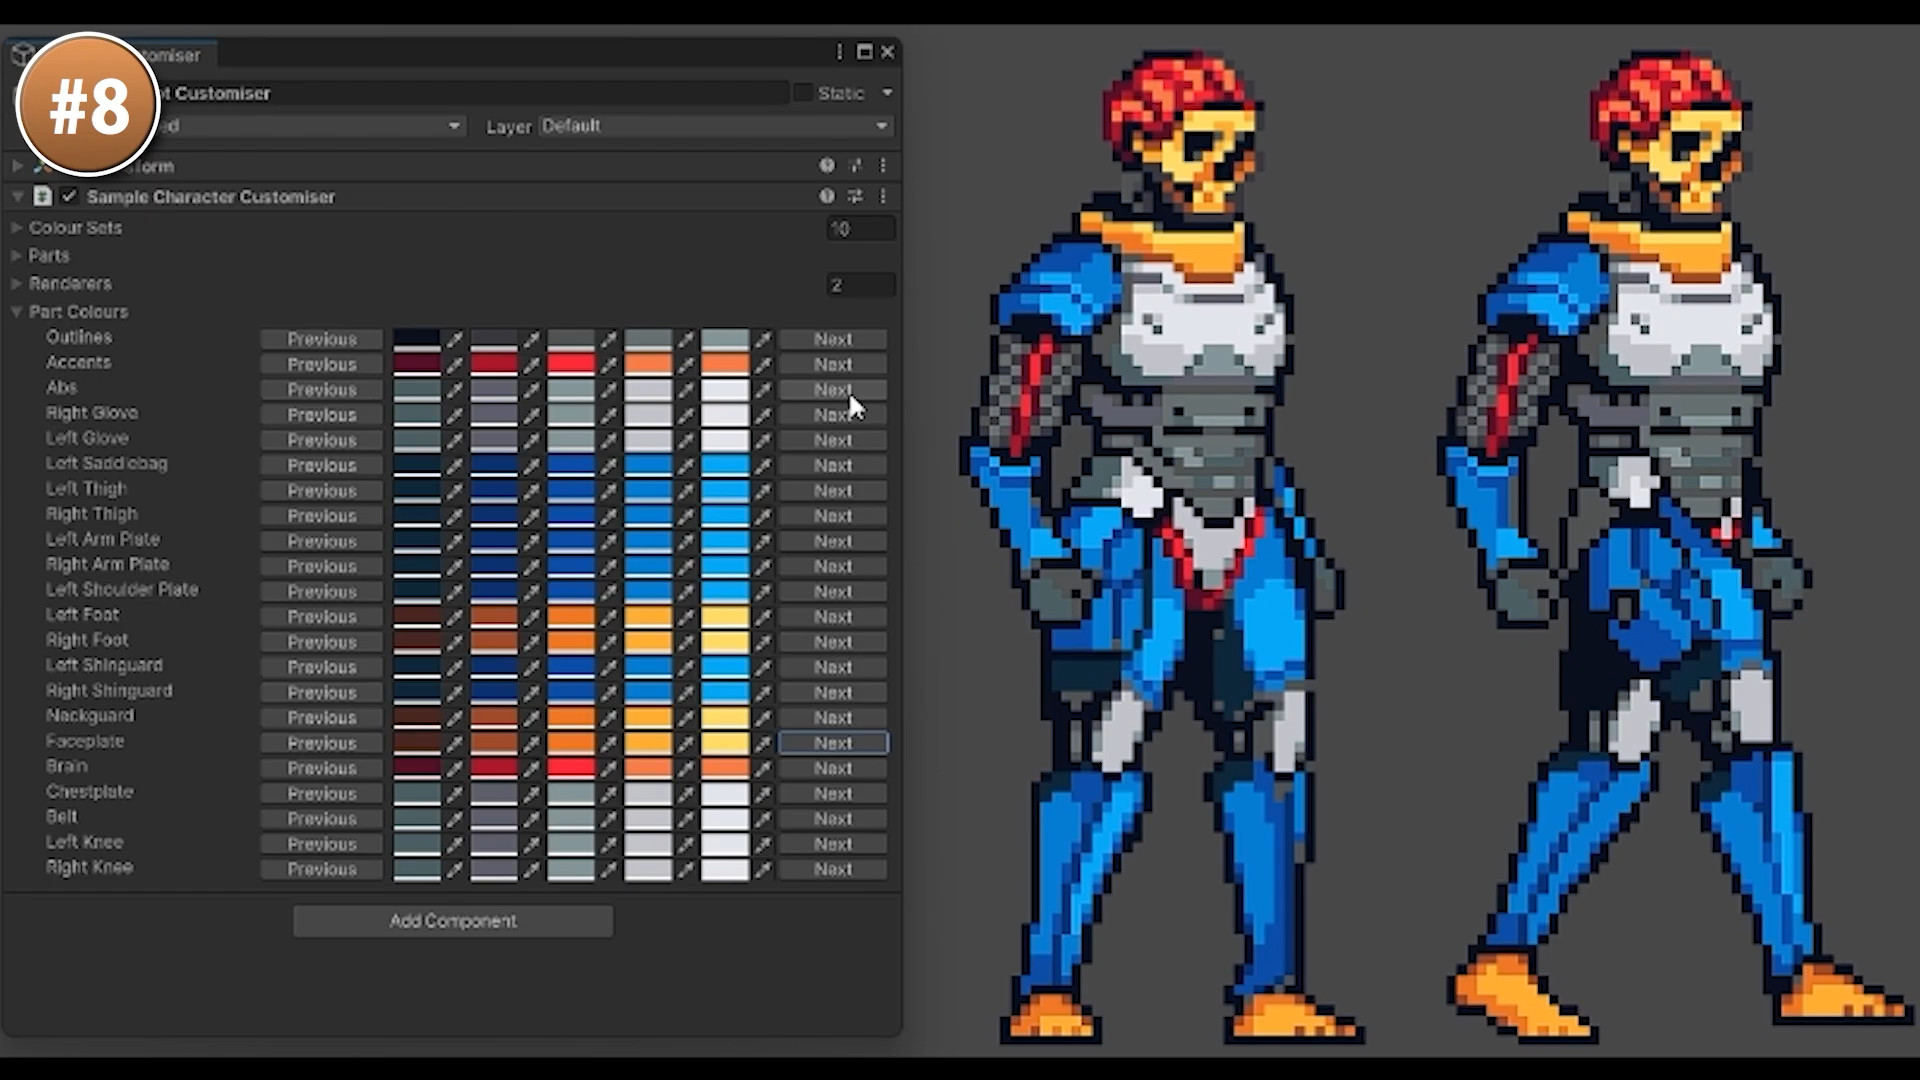 #8
tomiser
ot Customiser Static
ed Layer Default
form
Sample Character Customiser
Colour Sets 10
Parts
Renderers 2
Part Colours
Outlines Previous Next
Accents Previous Next
Abs Previous Next
Right Glove Previous Next
Left Glove Previous Next
Left Saddlebag Previous Next
Left Thigh Previous Next
Right Thigh Previous Next
Left Arm Plate Previous Next
Right Arm Plate Previous Next
Left Shoulder Plate Previous Next
Left Foot Previous Next
Right Foot Previous Next
Left Shinguard Previous Next
Right Shinguard Previous Next
Neckguard Previous Next
Faceplate Previous Next
Brain Previous Next
Chestplate Previous Next
Belt Previous Next
Left Knee Previous Next
Right Knee Previous Next
Add Component